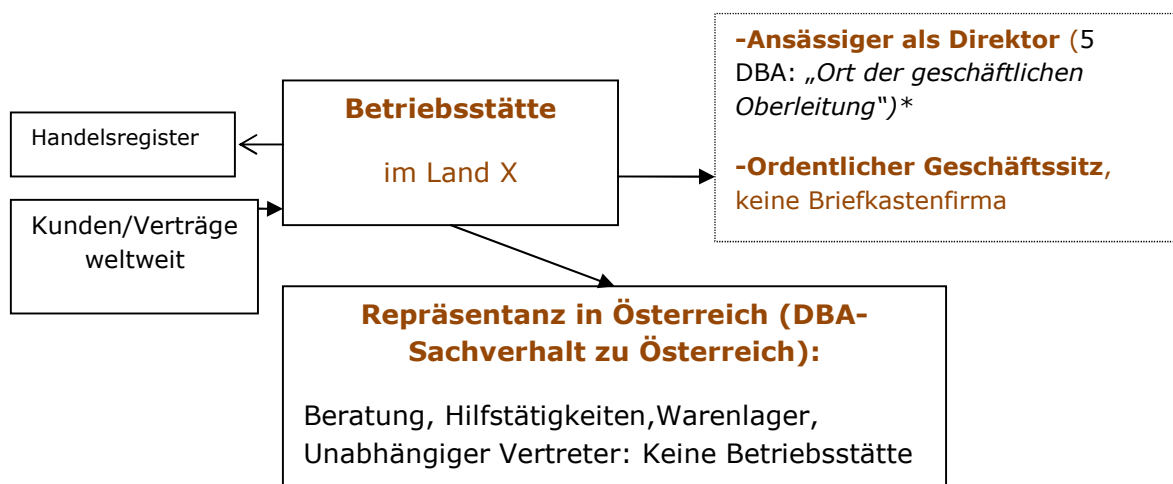 Handelsregister
Kunden/Verträge
weltweit
Betriebsstätte
im Land X
-Ansässiger als Direktor (5
DBA: „Ort der geschäftlichen
Oberleitung“)*
-Ordentlicher Geschäftssitz,
keine Briefkastenfirma
Repräsentanz in Österreich (DBA-
Sachverhalt zu Österreich):
Beratung, Hilfstätigkeiten,Warenlager,
Unabhängiger Vertreter: Keine Betriebsstätte